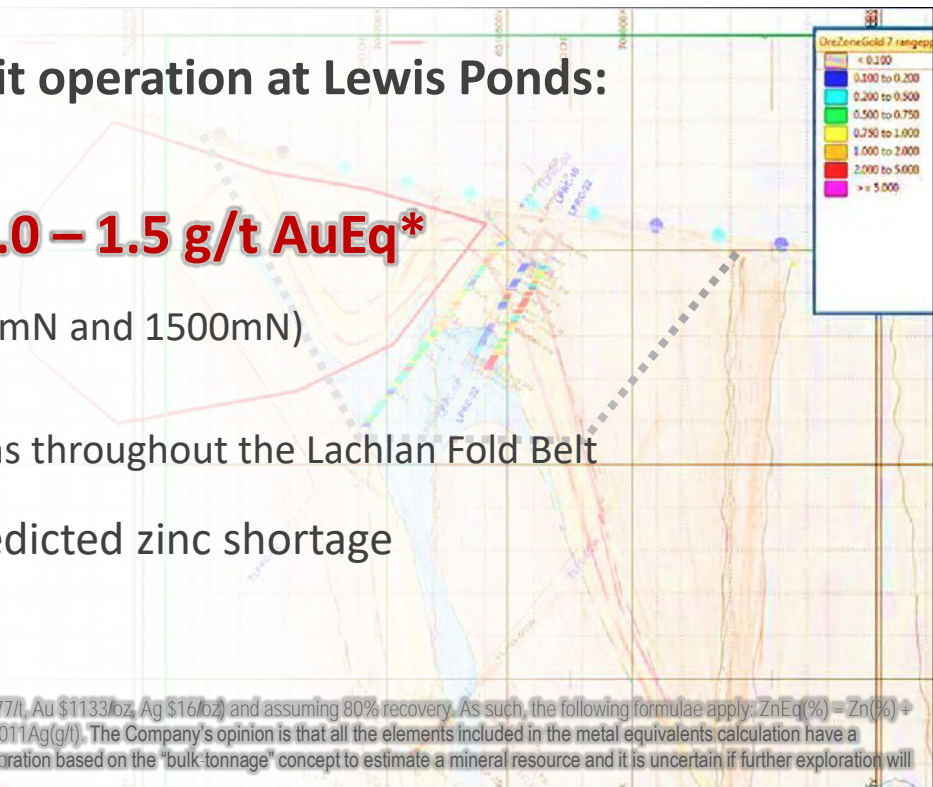 it operation at Lewis Ponds:
.0 – 1.5 g/t AuEq*
mN and 1500mN)
s throughout the Lachlan Fold Belt
edicted zinc shortage
OreZoneGold 7 rangepp
< 0.100
0.100 to 0.200
0.200 to 0.500
0.500 to 0.750
0.750 to 1.000
1.000 to 2.000
2.000 to 5.000
>= 5.000
77/t, Au $1133/oz, Ag $16/oz) and assuming 80% recovery. As such, the following formulae apply: ZnEq(%) = Zn(%) +
011Ag(g/t). The Company's opinion is that all the elements included in the metal equivalents calculation have a
oration based on the "bulk-tonnage" concept to estimate a mineral resource and it is uncertain if further exploration will